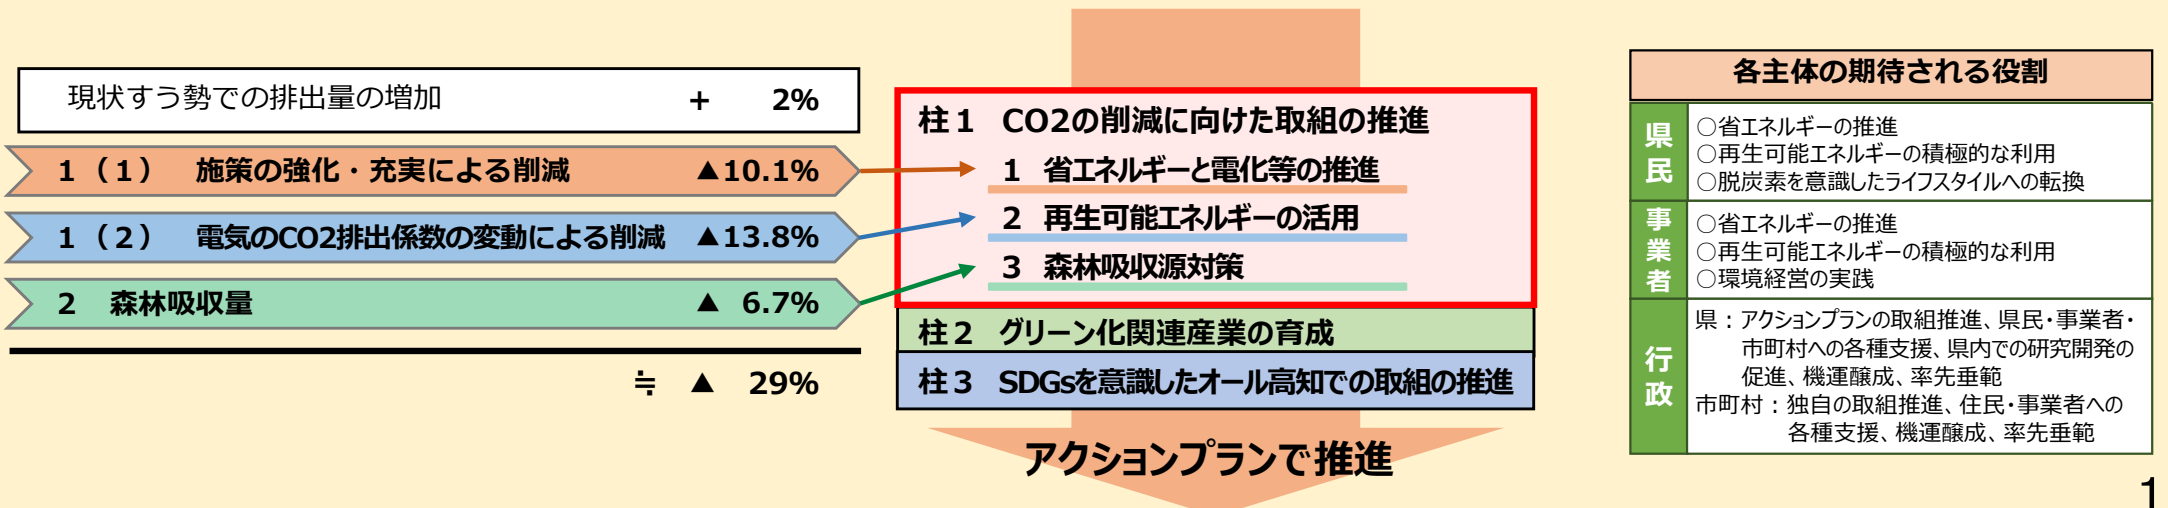 現状すう勢での排出量の増加 + 2%
1（1） 施策の強化・充実による削減 ▲10.1%
1（2） 電気のCO2排出係数の変動による削減 ▲13.8%
2 森林吸収量 ▲ 6.7%
≒ ▲ 29%
柱1 CO2の削減に向けた取組の推進
1 省エネルギーと電化等の推進
2 再生可能エネルギーの活用
3 森林吸収源対策
柱2 グリーン化関連産業の育成
柱3 SDGsを意識したオール高知での取組の推進
アクションプランで推進
各主体の期待される役割
県民
○省エネルギーの推進
○再生可能エネルギーの積極的な利用
○脱炭素を意識したライフスタイルへの転換
事業者
○省エネルギーの推進
○再生可能エネルギーの積極的な利用
○環境経営の実践
行政
県：アクションプランの取組推進、県民・事業者・
市町村への各種支援、県内での研究開発の
促進、機運醸成、率先垂範
市町村：独自の取組推進、住民・事業者への
各種支援、機運醸成、率先垂範
1